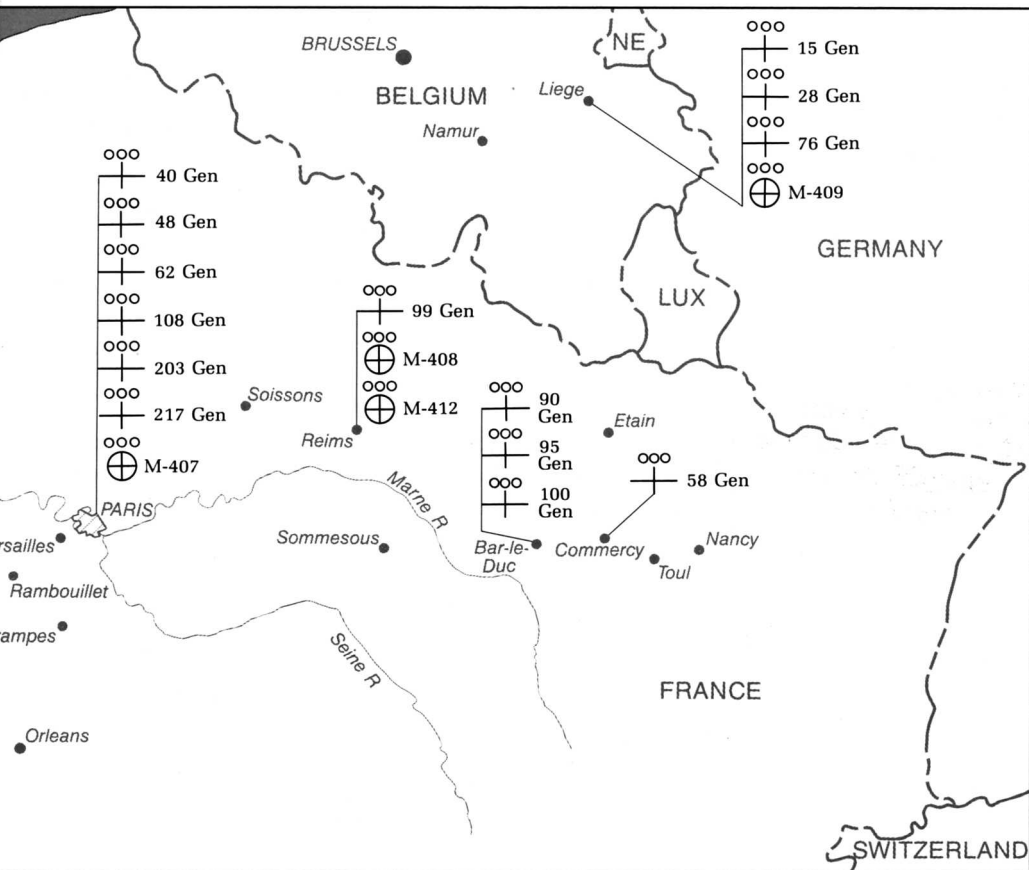 BRUSSELS
NE
15 Gen
BELGIUM
Liege
28 Gen
Namur
76 Gen
40 Gen
M-409
48 Gen
GERMANY
62 Gen
LUX
99 Gen
108 Gen
M-408
203 Gen
Soissons
M-412
90
Gen
217 Gen
Reims
Etain
95
Gen
M-407
58 Gen
Marne R
100
Gen
PARIS
rsailles
Sommesous
Bar-le-
Duc
Commercy
Nancy
Toul
Rambouillet
rampes
Seine R
FRANCE
Orleans
SWITZERLAND